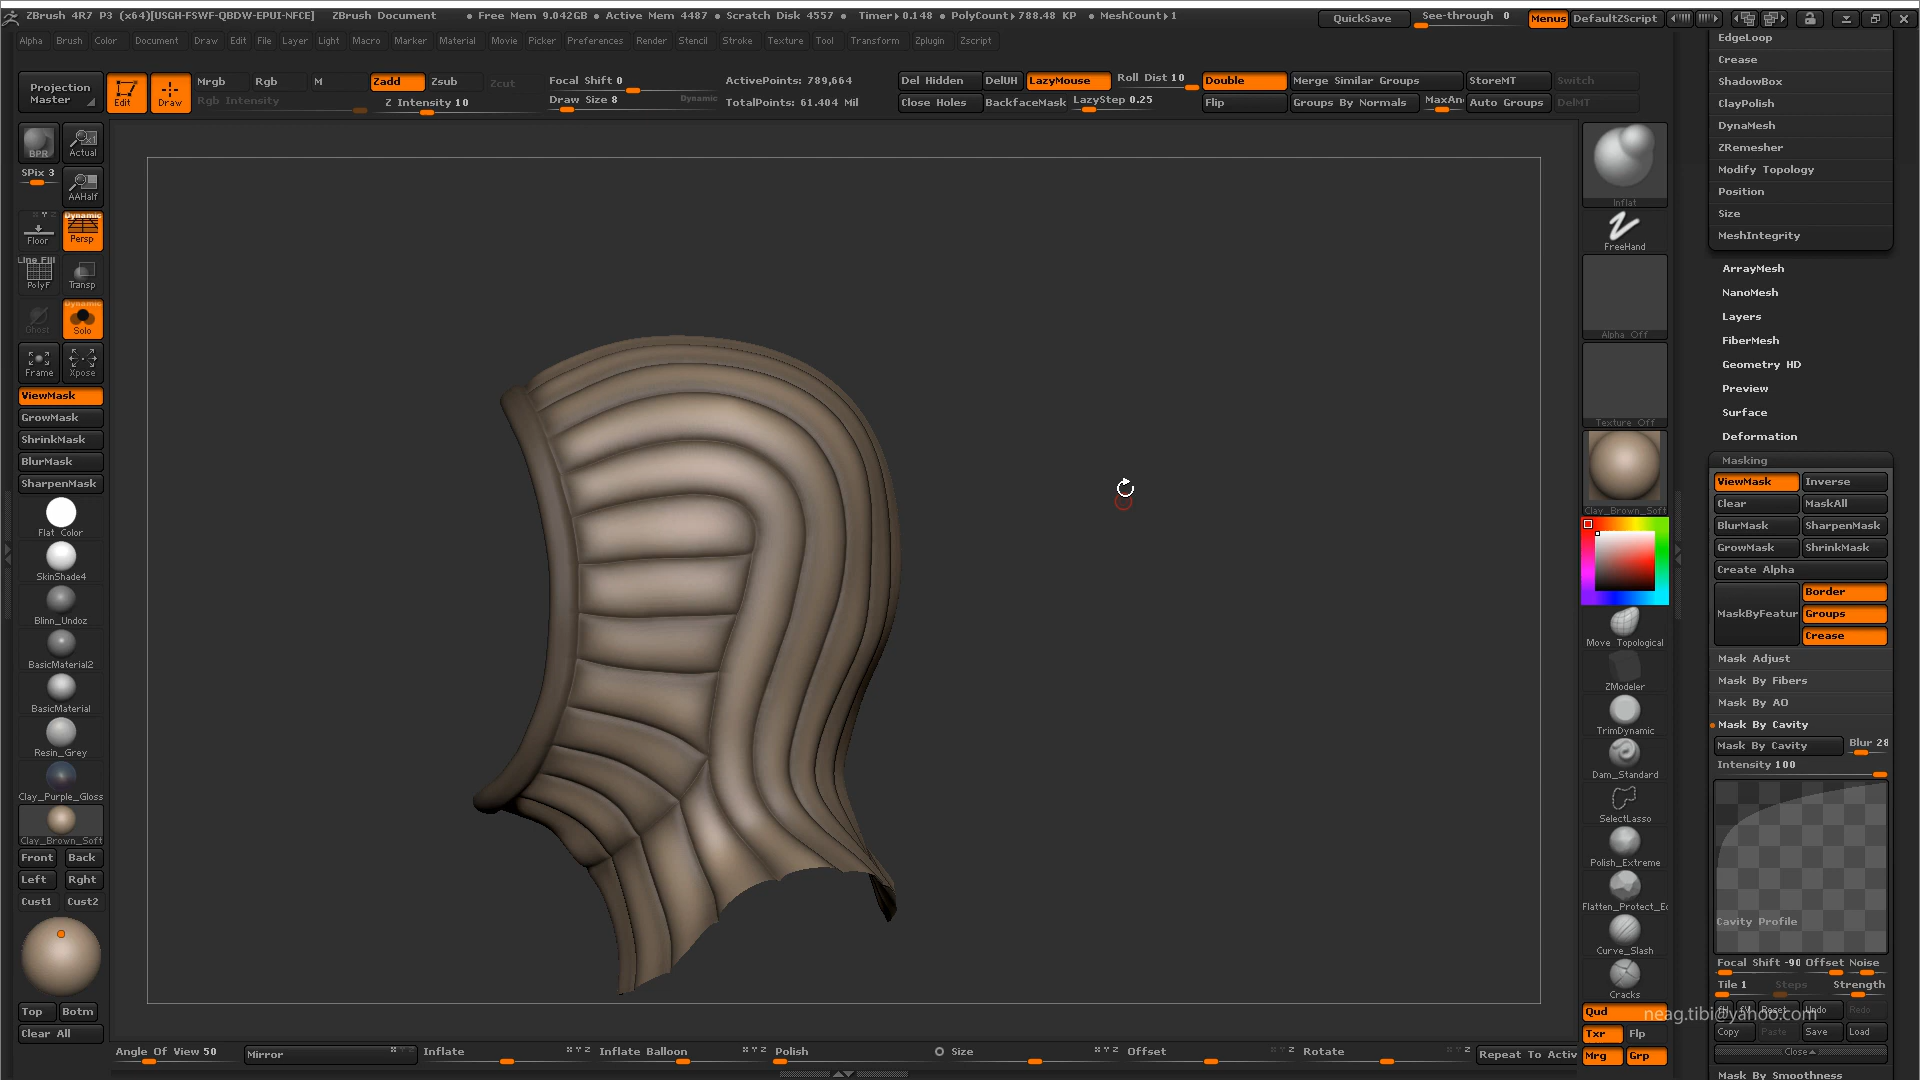 ZBrush 4R7 P3 (x64)[USGH-FSWF-QBDW-EPUI-NFCE] ZBrush Document • Free Mem 9.042GB • Active Mem 4487 • Scratch Disk 4557 • Timer▸0.148 • PolyCount▸788.48 KP • MeshCount▸1 QuickSave See-through 0 Menus DefaultZScript
Alpha Brush Color Document Draw Edit File Layer Light Macro Marker Material Movie Picker Preferences Render Stencil Stroke Texture Tool Transform Zplugin Zscript
Projection Master
Edit
Draw
Mrgb Rgb M Zadd Zsub Zcut
Rgb Intensity Z Intensity 10
Focal Shift 0
Draw Size 8 Dynamic
ActivePoints: 789,664
TotalPoints: 61.404 Mil
Del Hidden DelUH LazyMouse Roll Dist 10 Double Merge Similar Groups StoreMT Switch
Close Holes BackfaceMask LazyStep 0.25 Flip Groups By Normals MaxAn Auto Groups DelMT
BPR Actual
SPix 3
AAHalf
Dynamic
Floor Persp
Line Fill
PolyF Transp
Dynamic
Ghost Solo
Frame Xpose
ViewMask
GrowMask
ShrinkMask
BlurMask
SharpenMask
Flat Color
SkinShade4
Blinn_Undoz
BasicMaterial2
BasicMaterial
Resin_Grey
Clay_Purple_Gloss
Clay_Brown_Soft
Front Back
Left Rght
Cust1 Cust2
Top Botm
Clear All
Angle Of View 50 Mirror Inflate Inflate Balloon Polish Size Offset Rotate Repeat To Activ
Inflat
FreeHand
Alpha Off
Texture Off
Clay_Brown_Soft
Move Topological
ZModeler
TrimDynamic
Dam_Standard
SelectLasso
Polish_Extreme
Flatten_Protect_Ec
Curve_Slash
Cracks
Qud
Txr Flp
Mrg Grp
EdgeLoop
Crease
ShadowBox
ClayPolish
DynaMesh
ZRemesher
Modify Topology
Position
Size
MeshIntegrity
ArrayMesh
NanoMesh
Layers
FiberMesh
Geometry HD
Preview
Surface
Deformation
Masking
ViewMask Inverse
Clear MaskAll
BlurMask SharpenMask
GrowMask ShrinkMask
Create Alpha
MaskByFeatur Border
Groups
Crease
Mask Adjust
Mask By Fibers
Mask By AO
Mask By Cavity
Mask By Cavity Blur 28
Intensity 100
Cavity Profile
Focal Shift -90 Offset Noise
Tile 1 Steps Strength
Reset Undo Redo
neag.tibi@yahoo.com
Copy Paste Save Load
Close
Mask By Smoothness